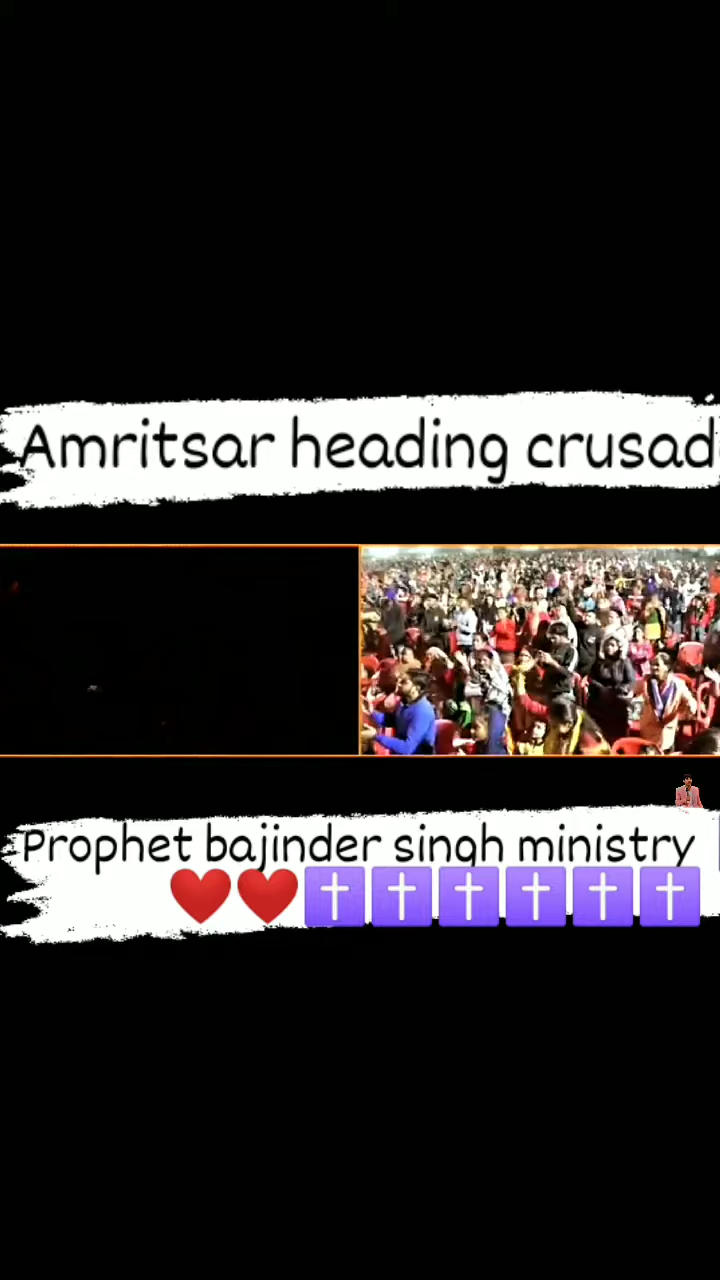 Amritsar heading crusad
Prophet bajinder singh ministry
❤️❤️✝️✝️✝️✝️✝️✝️